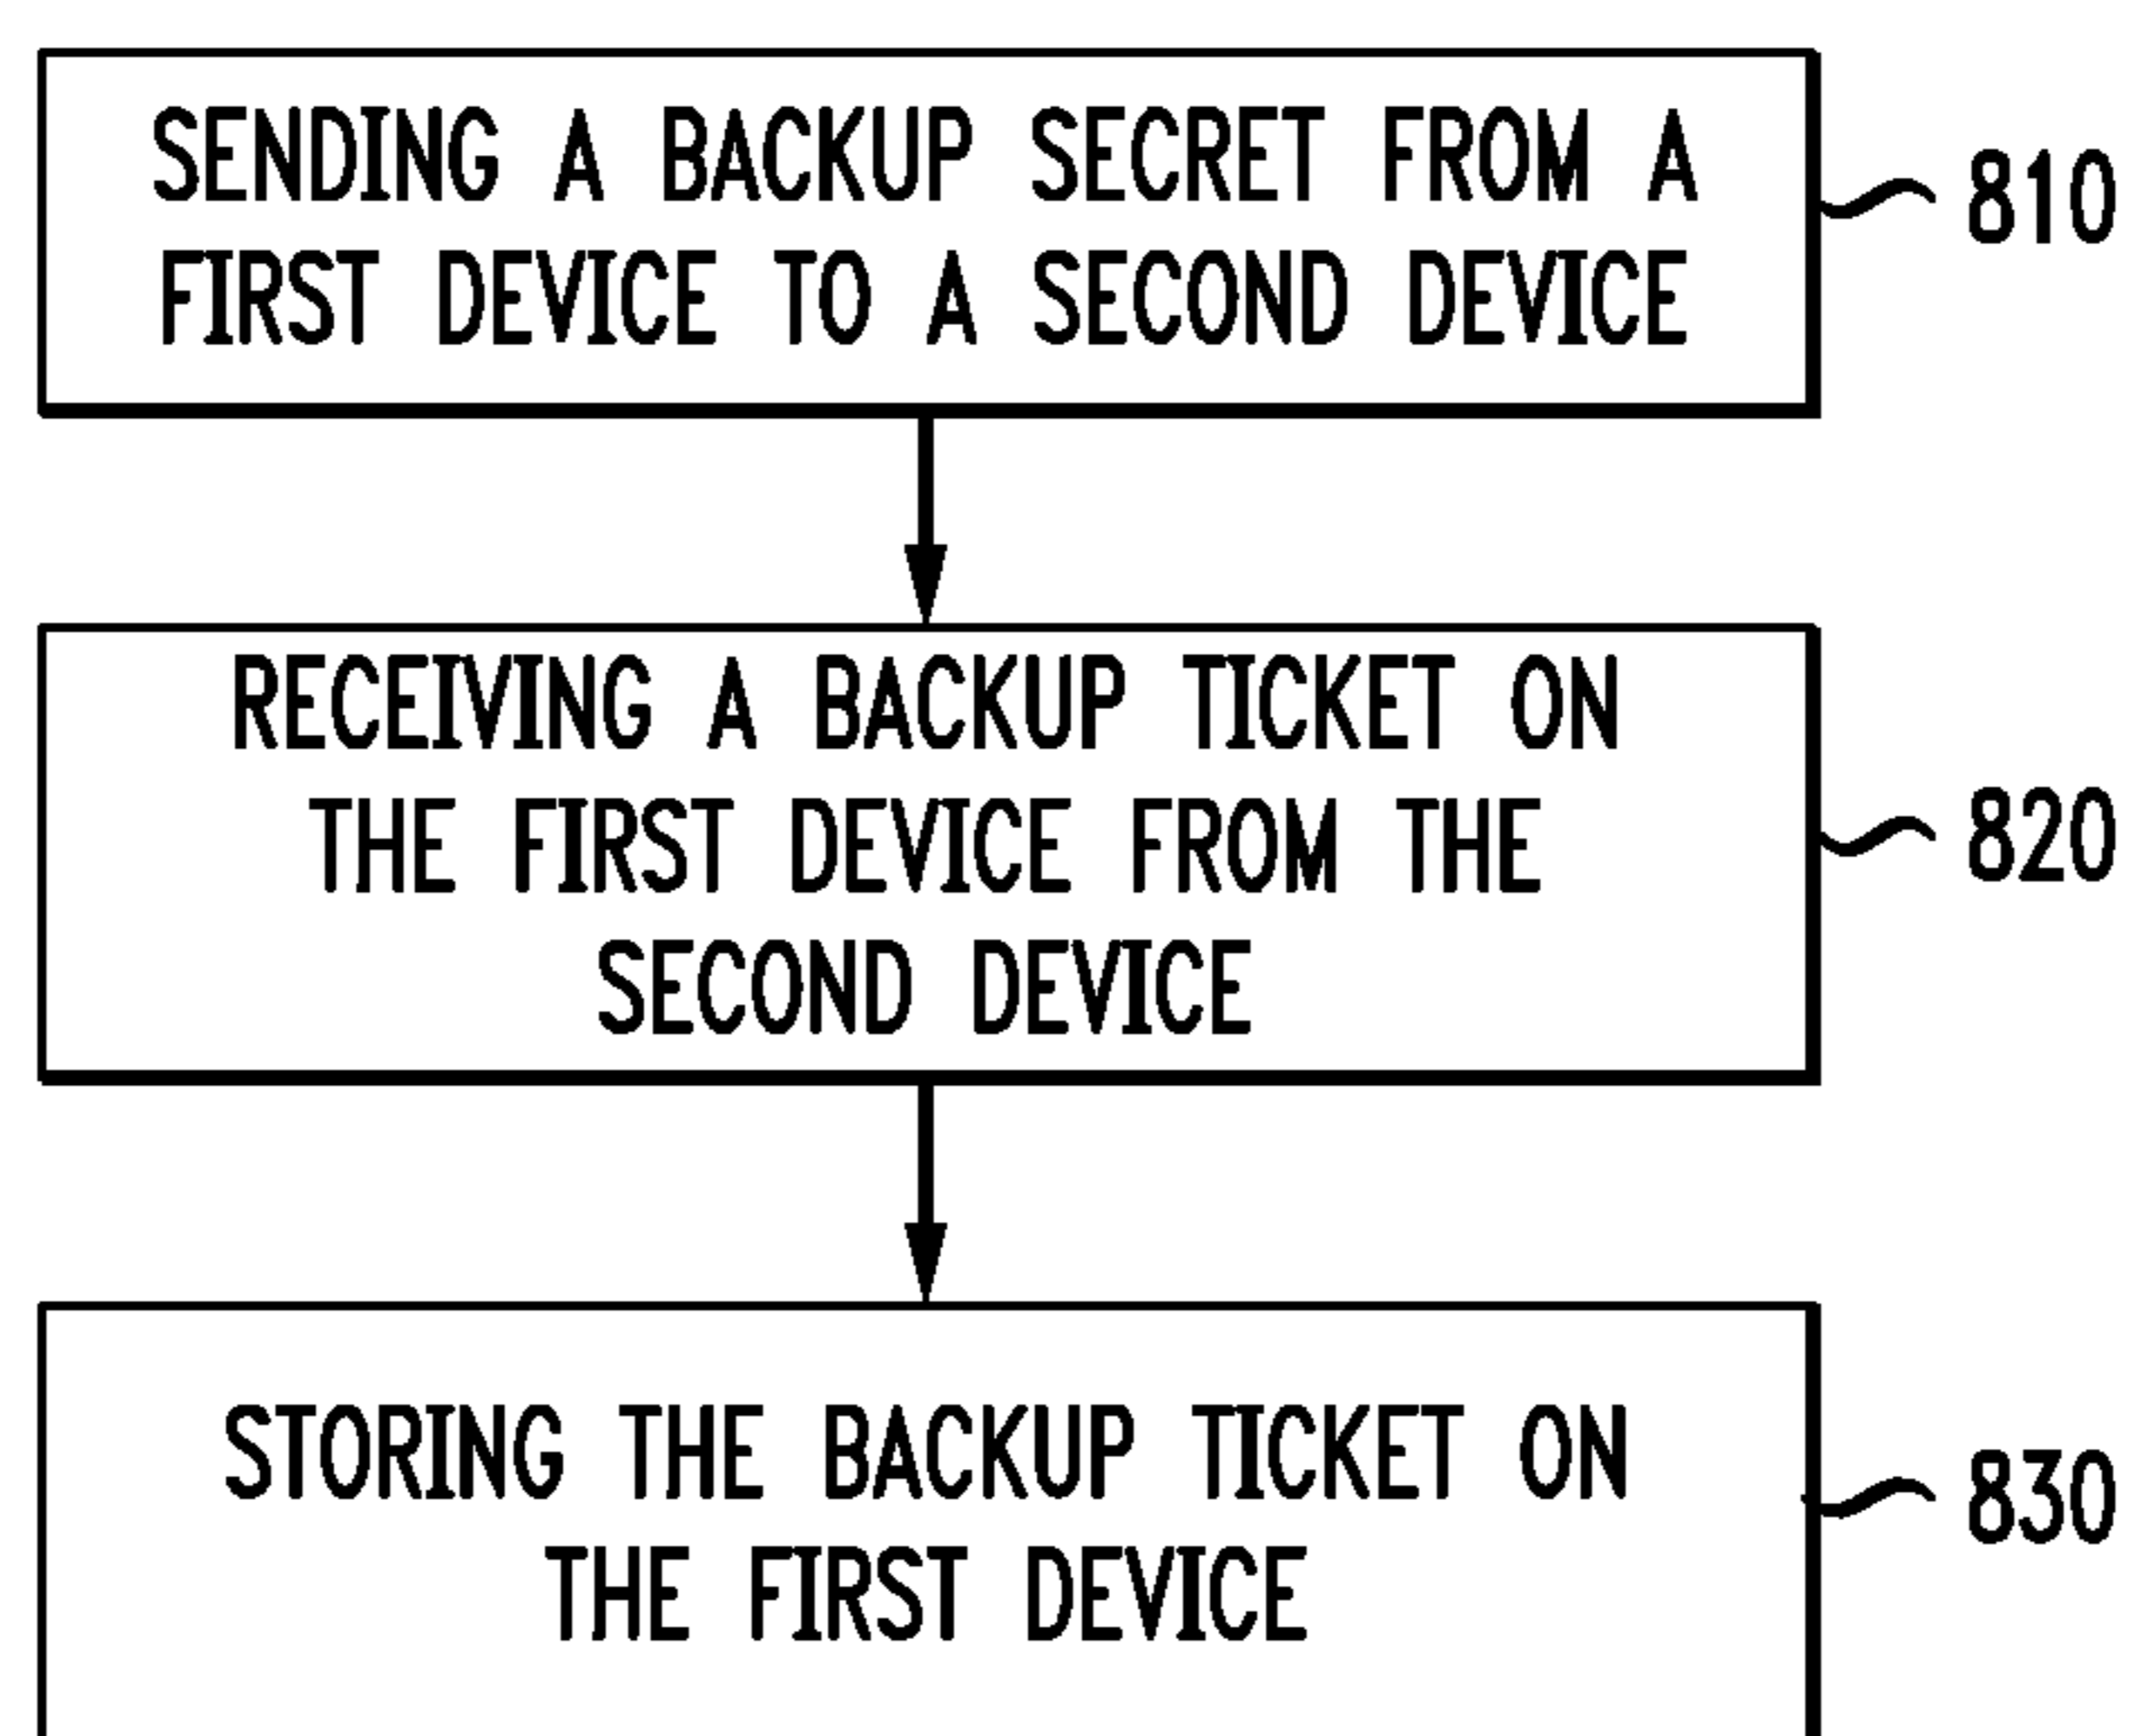 SENDING A BACKUP SECRET FROM A
FIRST DEVICE TO A SECOND DEVICE
810
RECEIVING A BACKUP TICKET ON
THE FIRST DEVICE FROM THE
SECOND DEVICE
820
STORING THE BACKUP TICKET ON
THE FIRST DEVICE
830